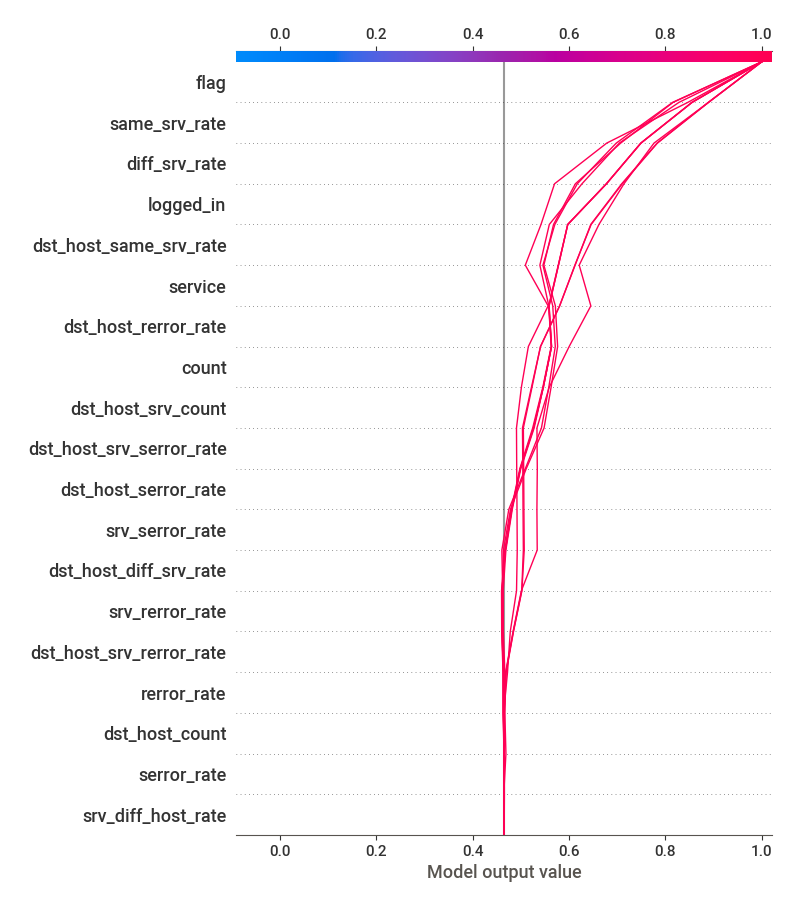 0.0 0.2 0.4 0.6 0.8 1.0
flag
same_srv_rate
diff_srv_rate
logged_in
dst_host_same_srv_rate
service
dst_host_rerror_rate
count
dst_host_srv_count
dst_host_srv_serror_rate
dst_host_serror_rate
srv_serror_rate
dst_host_diff_srv_rate
srv_rerror_rate
dst_host_srv_rerror_rate
rerror_rate
dst_host_count
serror_rate
srv_diff_host_rate
0.0 0.2 0.4 0.6 0.8 1.0
Model output value